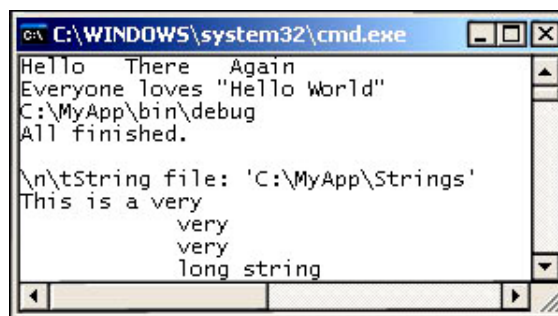 C:\WINDOWS\system32\cmd.exe
Hello   There   Again
Everyone loves "Hello World"
C:\MyApp\bin\debug
All finished.

\n\tString file: 'C:\MyApp\Strings'
This is a very
             very
             very
             long string